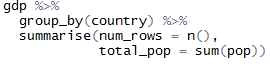 gdp %>%
  group_by(country) %>%
  summarise(num_rows = n(),
            total_pop = sum(pop))